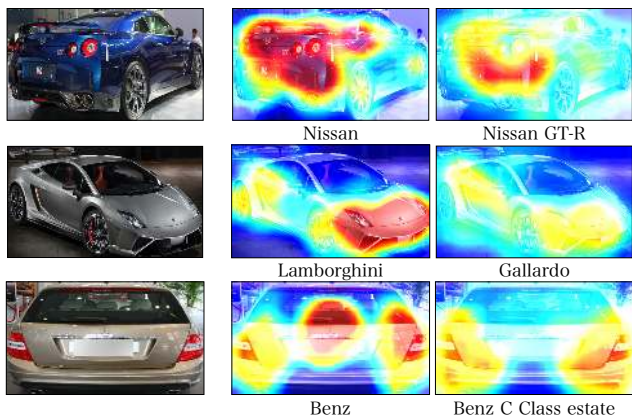 Nissan
Nissan GT-R
Lamborghini
Gallardo
Benz
Benz C Class estate